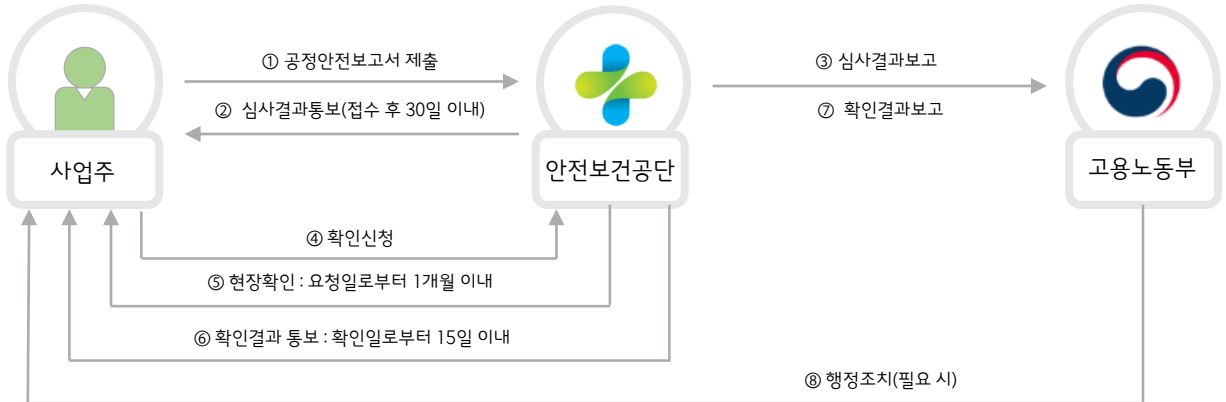 ① 공정안전보고서 제출
② 심사결과통보(접수 후 30일 이내)
③ 심사결과보고
⑦ 확인결과보고
사업주
안전보건공단
고용노동부
④ 확인신청
⑤ 현장확인 : 요청일로부터 1개월 이내
⑥ 확인결과 통보 : 확인일로부터 15일 이내
⑧ 행정조치(필요 시)